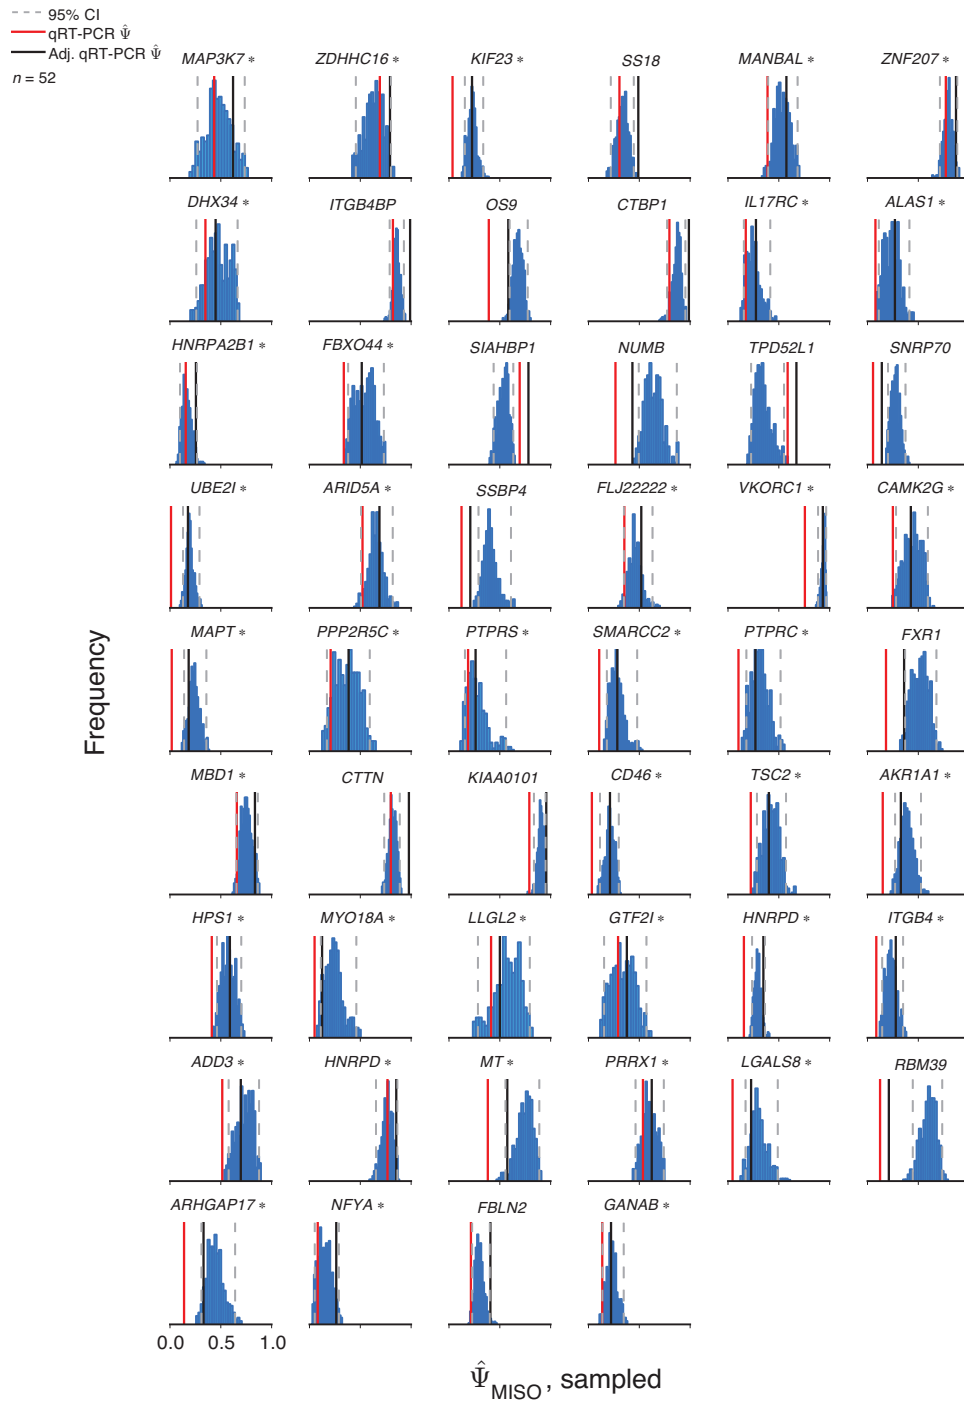 95% CI
qRT-PCR Ψ̂
Adj. qRT-PCR Ψ̂
n = 52
MAP3K7 * ZDHHC16 * KIF23 * SS18 MANBAL * ZNF207 *
DHX34 * ITGB4BP OS9 CTBP1 IL17RC * ALAS1 *
HNRPA2B1 * FBXO44 * SIAHBP1 NUMB TPD52L1 SNRP70
UBE2I * ARID5A * SSBP4 FLJ22222 * VKORC1 * CAMK2G *
MAPT * PPP2R5C * PTPRS * SMARCC2 * PTPRC * FXR1
MBD1 * CTTN KIAA0101 CD46 * TSC2 * AKR1A1 *
HPS1 * MYO18A * LLGL2 * GTF2I * HNRPD * ITGB4 *
ADD3 * HNRPD * MT * PRRX1 * LGALS8 * RBM39
ARHGAP17 * NFYA * FBLN2 GANAB *
Frequency
0.0 0.5 1.0
Ψ̂MISO, sampled